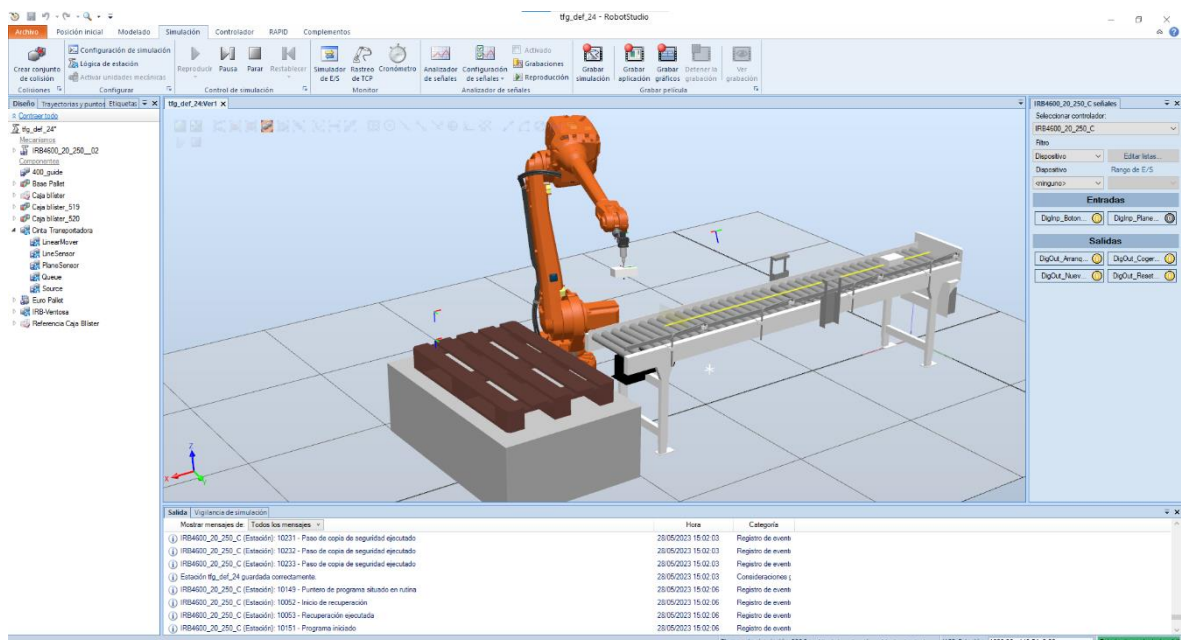 tfg_def_24 - RobotStudio
Archivo Posición inicial Modelado Simulación Controlador RAPID Complementos
Crear conjunto de colisión
Configuración de simulación
Lógica de estación
Activar unidades mecánicas
Reproducir Pausa Parar Restablecer
Simulador de E/S
Rastreo de TCP
Cronómetro
Analizador de señales
Configuración de señales
Activado
Grabaciones
Reproducción
Grabar simulación
Grabar aplicación
Grabar gráficos
Detener la grabación
Ver grabación
Colisiones Configurar Control de simulación Monitor Analizador de señales Grabar película
Diseño Trayectorias y puntos Etiquetas
tfg_def_24:Ver1 X
Contraer todo
tfg_def_24*
Mecanismos
IRB4600_20_250__02
Componentes
400_guide
Base Pallet
Caja blíster
Caja blíster_519
Caja blíster_520
Cinta Transportadora
LinearMover
LineSensor
PlaneSensor
Queue
Source
Euro Pallet
IRB-Ventosa
Referencia Caja Blíster
Z
X
Y
IRB4600_20_250_C señales
Seleccionar controlador:
IRB4600_20_250_C
Filtro
Dispositivo Editar listas...
Dispositivo Rango de E/S
<ninguno>
Entradas
DigInp_Boton... DigInp_Plane...
Salidas
DigOut_Arranq... DigOut_Coger...
DigOut_Nuev... DigOut_Reset...
Salida Vigilancia de simulación
Mostrar mensajes de: Todos los mensajes Hora Categoría
IRB4600_20_250_C (Estación): 10231 - Paso de copia de seguridad ejecutado 28/05/2023 15:02:03 Registro de event
IRB4600_20_250_C (Estación): 10232 - Paso de copia de seguridad ejecutado 28/05/2023 15:02:03 Registro de event
IRB4600_20_250_C (Estación): 10233 - Paso de copia de seguridad ejecutado 28/05/2023 15:02:03 Registro de event
Estación tfg_def_24 guardada correctamente. 28/05/2023 15:02:03 Consideraciones
IRB4600_20_250_C (Estación): 10149 - Puntero de programa situado en rutina 28/05/2023 15:02:06 Registro de event
IRB4600_20_250_C (Estación): 10052 - Inicio de recuperación 28/05/2023 15:02:06 Registro de event
IRB4600_20_250_C (Estación): 10053 - Recuperación ejecutada 28/05/2023 15:02:06 Registro de event
IRB4600_20_250_C (Estación): 10151 - Programa iniciado 28/05/2023 15:02:06 Registro de event